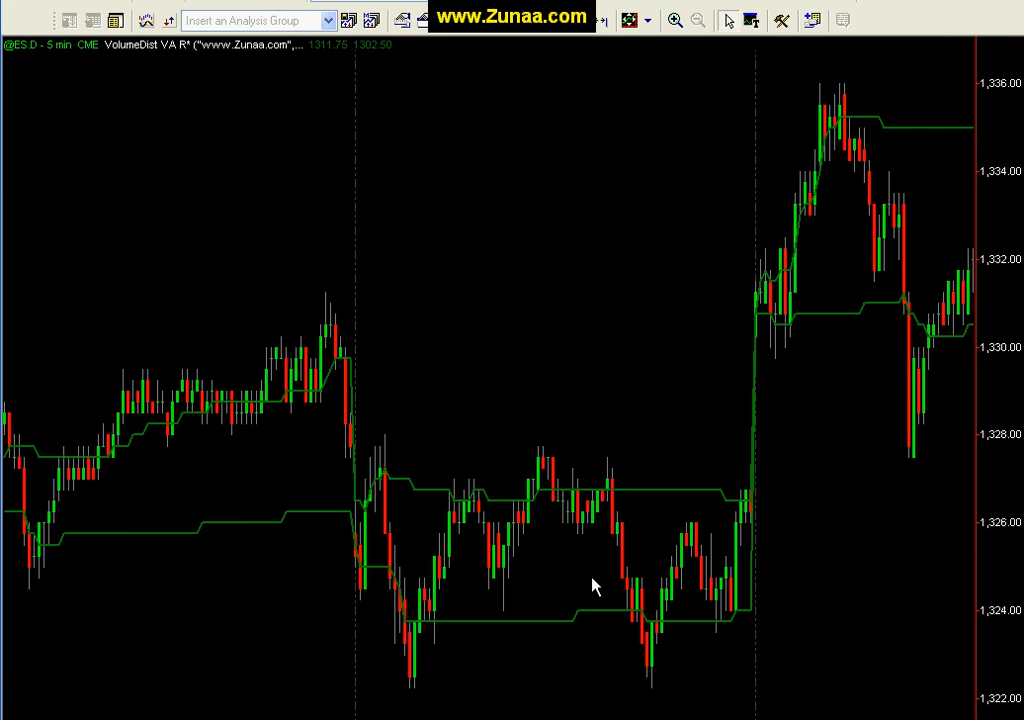 Insert an Analysis Group
www.Zunaa.com
@ES.D - 5 min CME VolumeDist VA R* ("www.Zunaa.com",... 1311.75 1302.50
1,336.00
1,334.00
1,332.00
1,330.00
1,328.00
1,326.00
1,324.00
1,322.00